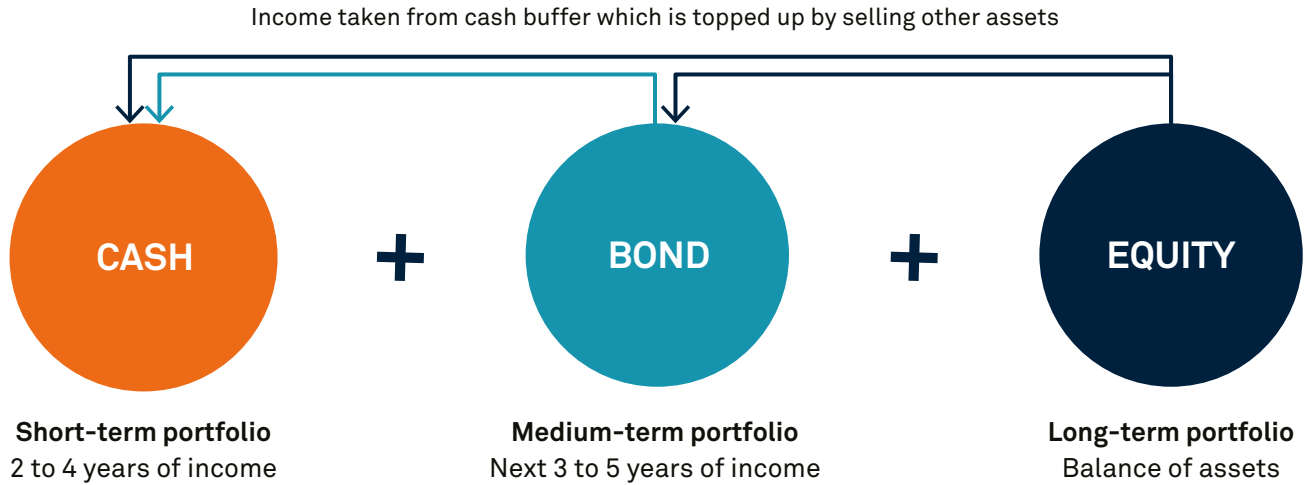 Income taken from cash buffer which is topped up by selling other assets
CASH
+
BOND
+
EQUITY
Short-term portfolio
2 to 4 years of income
Medium-term portfolio
Next 3 to 5 years of income
Long-term portfolio
Balance of assets